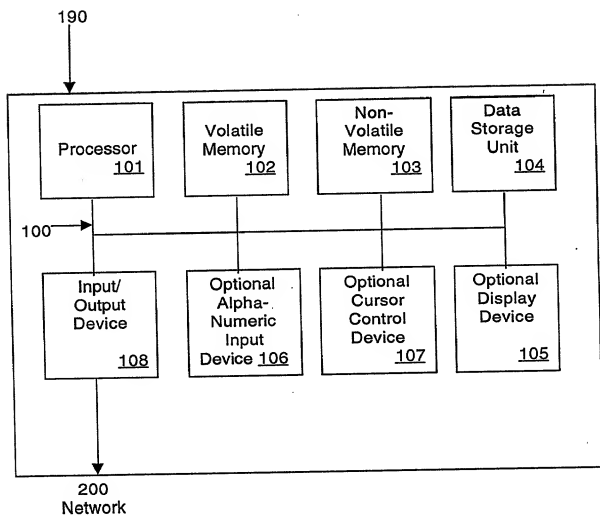 190
Processor
101
Volatile
Memory
102
Non-
Volatile
Memory
103
Data
Storage
Unit
104
100
Input/
Output
Device
108
Optional
Alpha-
Numeric
Input
Device 106
Optional
Cursor
Control
Device
107
Optional
Display
Device
105
200
Network